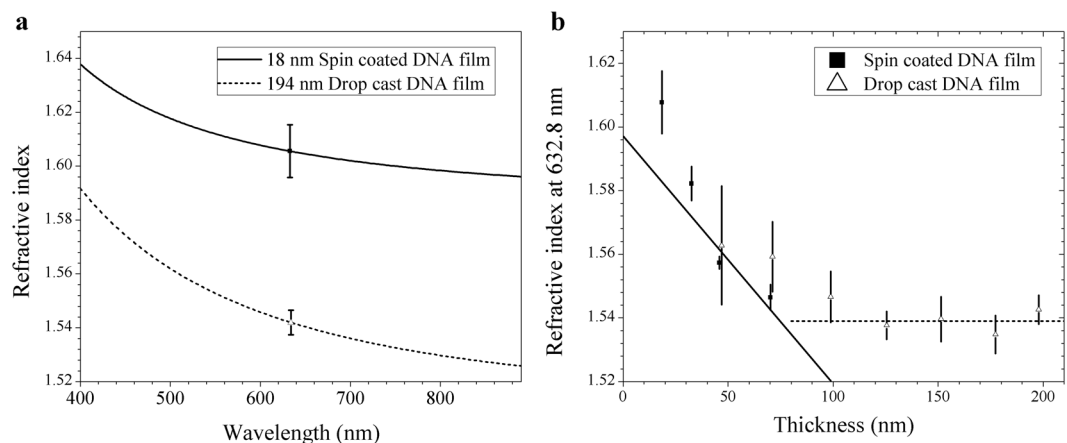 a
1.64
1.62
1.60
1.58
1.56
1.54
1.52
400 500 600 700 800
Refractive index
Wavelength (nm)
18 nm Spin coated DNA film
194 nm Drop cast DNA film
b
1.62
1.60
1.58
1.56
1.54
1.52
0 50 100 150 200
Refractive index at 632.8 nm
Thickness (nm)
Spin coated DNA film
Drop cast DNA film